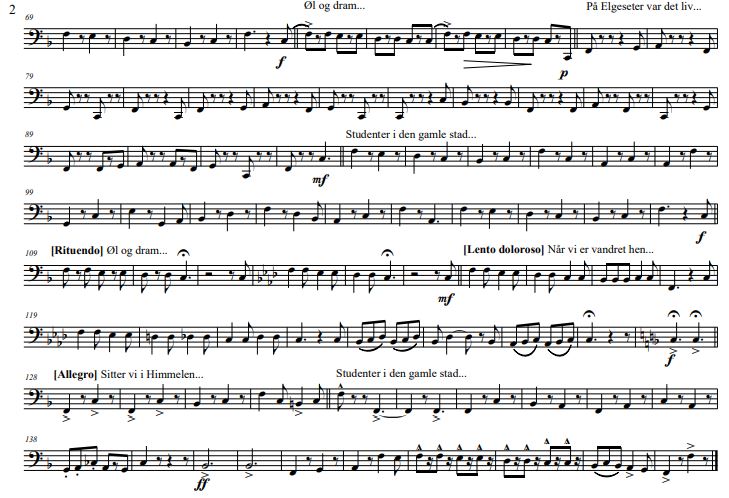 2
Øl og dram...
På Elgeseter var det liv...
69
f
p
79
89
Studenter i den gamle stad...
mf
99
f
109
[Rituendo] Øl og dram...
[Lento doloroso] Når vi er vandret hen...
mf
119
f
128
[Allegro] Sitter vi i Himmelen...
Studenter i den gamle stad...
138
ff